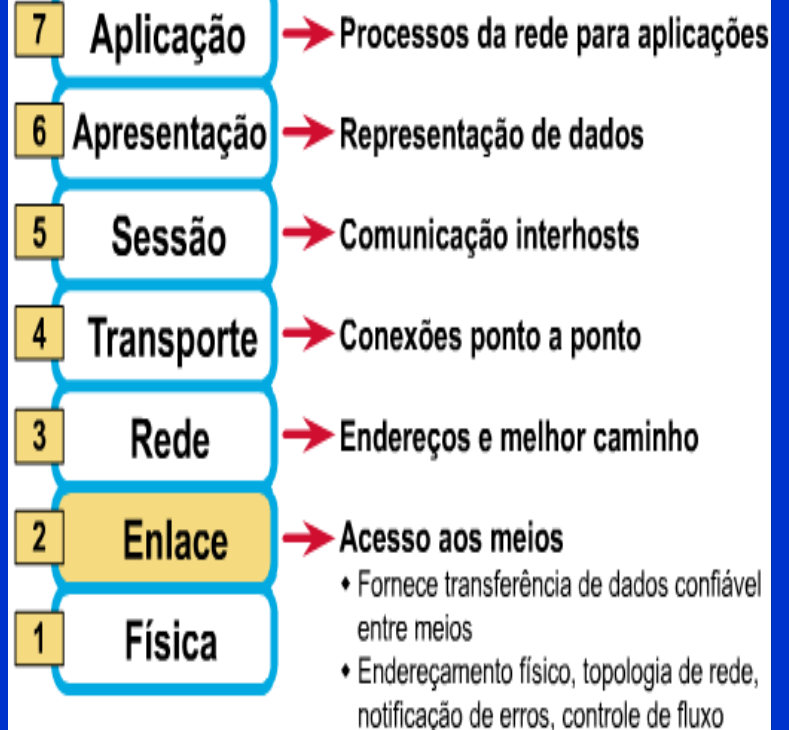 7 Aplicação Processos da rede para aplicações
6 Apresentação Representação de dados
5 Sessão Comunicação interhosts
4 Transporte Conexões ponto a ponto
3 Rede Endereços e melhor caminho
2 Enlace Acesso aos meios
• Fornece transferência de dados confiável
entre meios
1 Física
• Endereçamento físico, topologia de rede,
notificação de erros, controle de fluxo